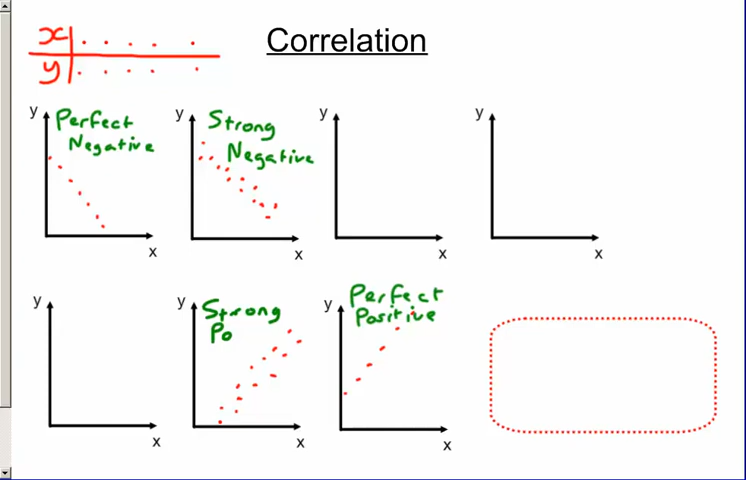 x
Correlation
y
y
Perfect
Negative
x
y
Strong
Negative
x
y
x
y
x
y
x
y
Strong
Po
x
y
Perfect
Positive
x